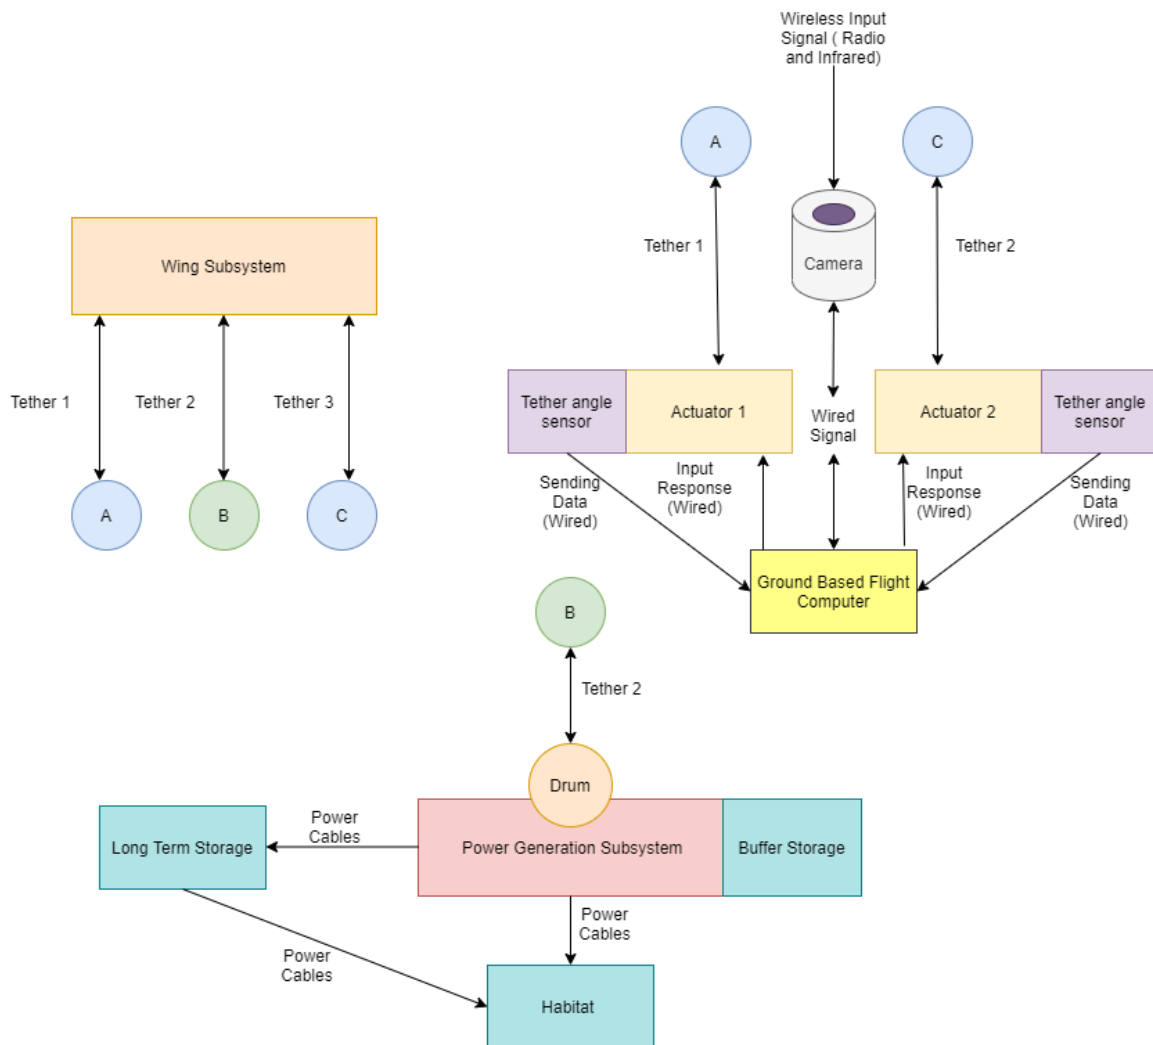 Wireless Input
Signal ( Radio
and Infrared)
A
C
Tether 1
Tether 2
Camera
Wing Subsystem
Tether 1
Tether 2
Tether 3
A
B
C
Tether angle
sensor
Actuator 1
Wired
Signal
Actuator 2
Tether angle
sensor
Sending
Data
(Wired)
Input
Response
(Wired)
Input
Response
(Wired)
Sending
Data
(Wired)
Ground Based Flight
Computer
B
Tether 2
Drum
Long Term Storage
Power
Cables
Power Generation Subsystem
Buffer Storage
Power
Cables
Power
Cables
Habitat